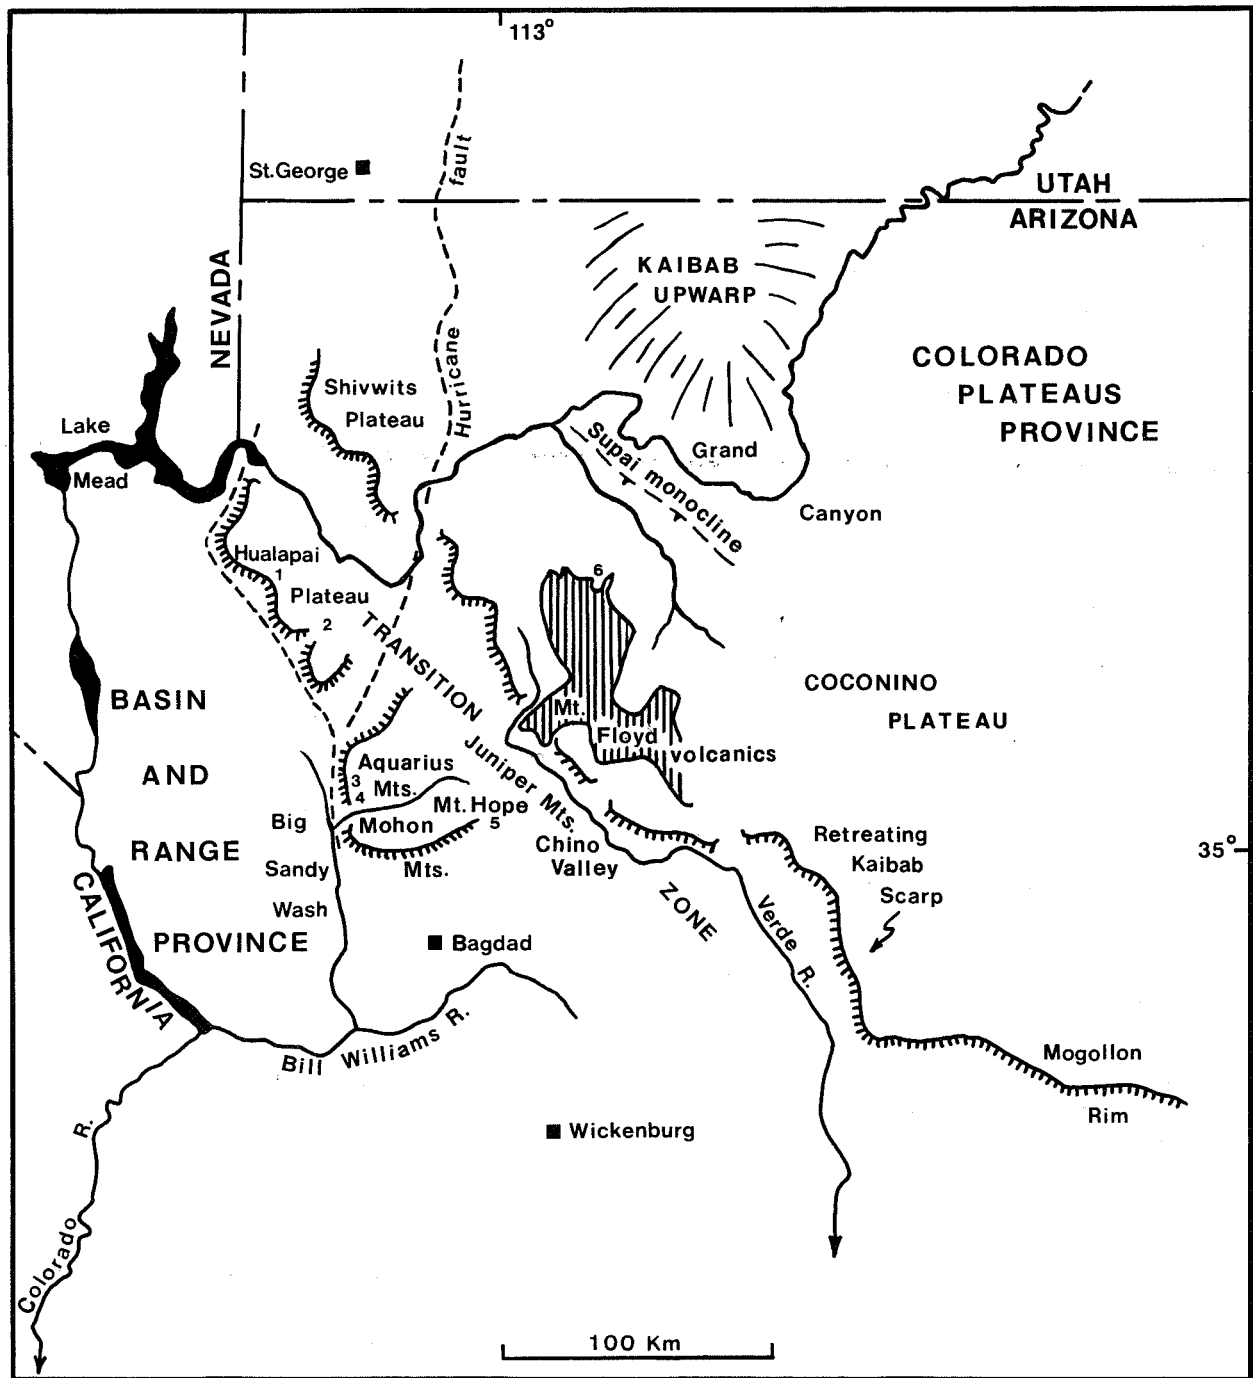 113°
St.George
fault
UTAH
ARIZONA
NEVADA
KAIBAB
UPWARP
Hurricane
COLORADO
PLATEAUS
PROVINCE
Shivwits
Plateau
Lake
Mead
Supai monocline
Grand
Canyon
Hualapai
1
Plateau
2
6
TRANSITION
BASIN
AND
RANGE
PROVINCE
COCONINO
PLATEAU
Mt.
Floyd
volcanics
Juniper Mts.
Aquarius
Mts.
3
4
Mt. Hope
5
Mohon
Mts.
Big
Sandy
Wash
Chino
Valley
ZONE
Retreating
Kaibab
Scarp
35°
CALIFORNIA
Verde R.
Bagdad
Bill Williams R.
Mogollon
Rim
Wickenburg
Colorado R.
100 Km